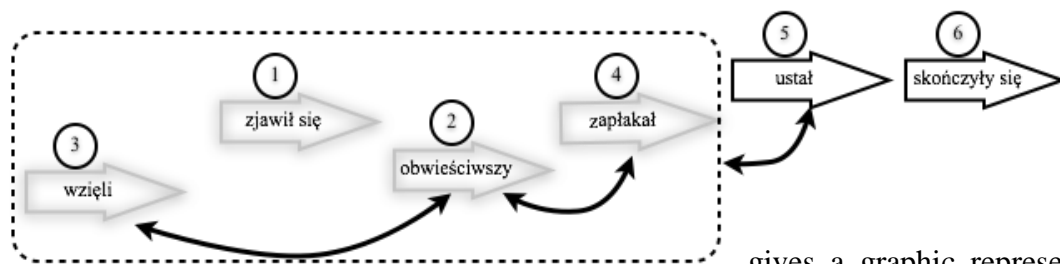 5
6
1
4
ustał
skończyły się
2
zjawił się
zapłakał
3
obwieściwszy
wzięli
gives a graphic represe